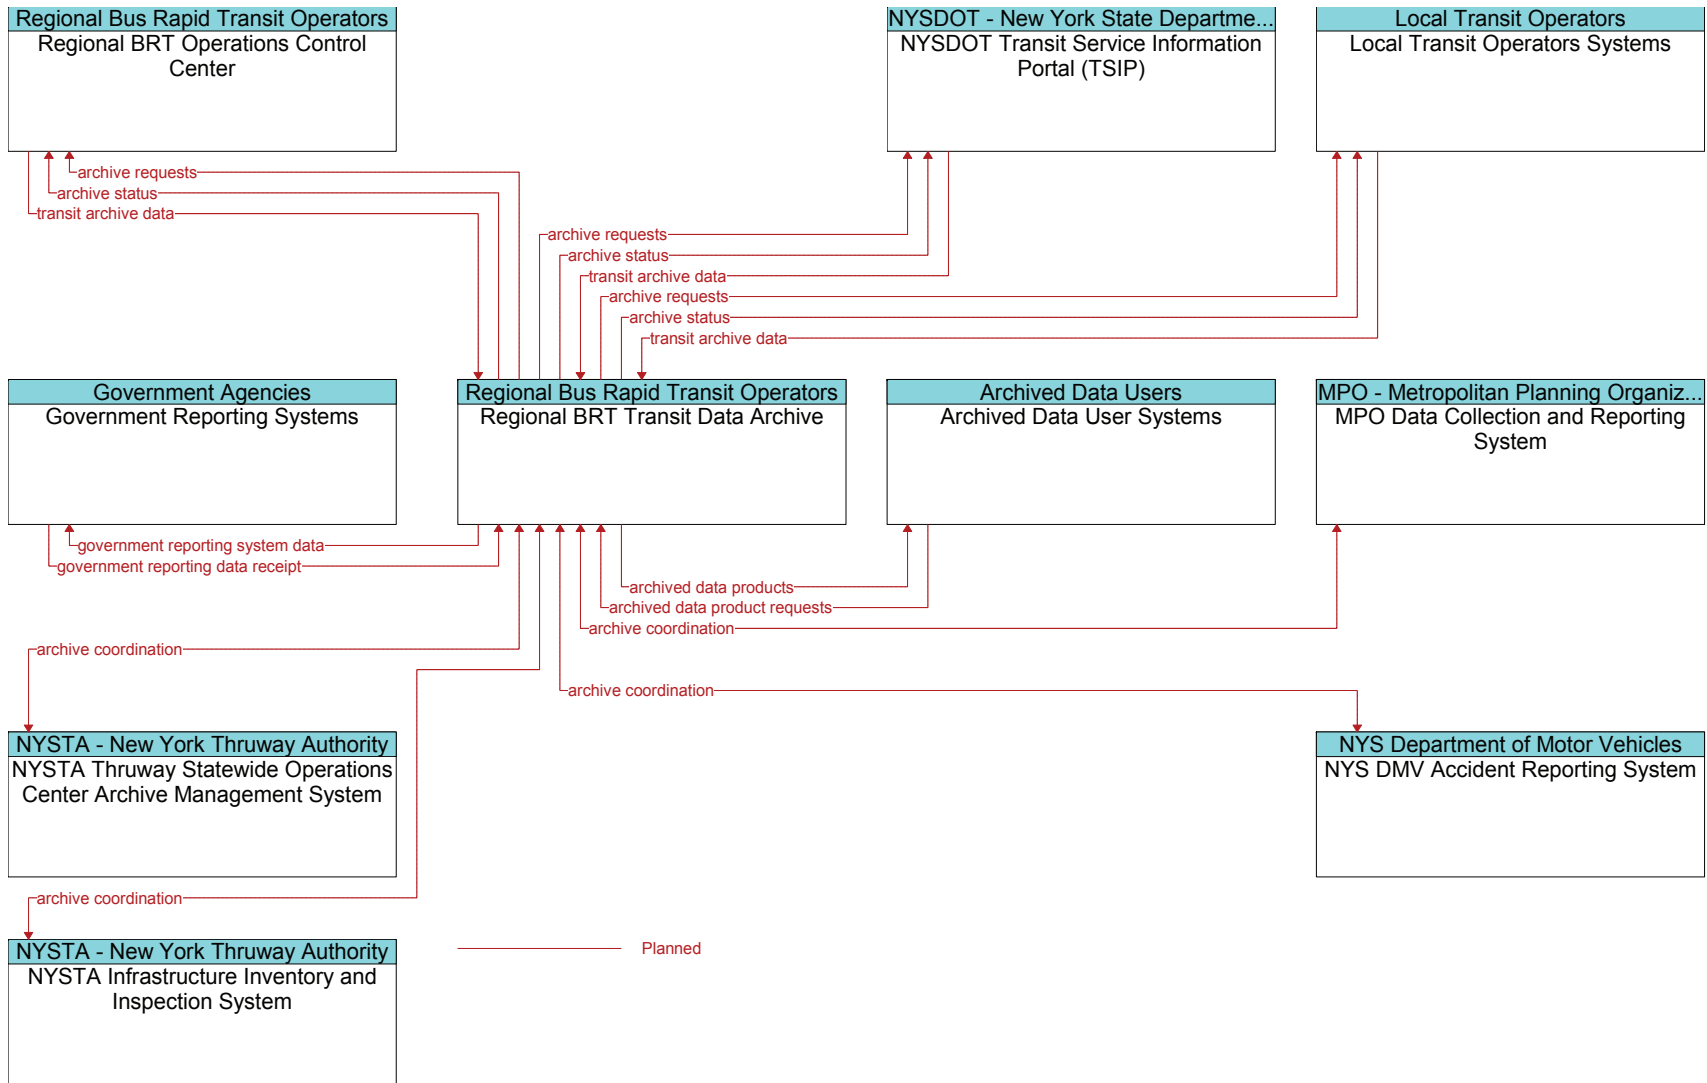 Regional Bus Rapid Transit Operators
Regional BRT Operations Control
Center
NYSDOT - New York State Departme...
NYSDOT Transit Service Information
Portal (TSIP)
Local Transit Operators
Local Transit Operators Systems
archive requests
archive status
transit archive data
archive requests
archive status
transit archive data
archive requests
archive status
transit archive data
Government Agencies
Government Reporting Systems
Regional Bus Rapid Transit Operators
Regional BRT Transit Data Archive
Archived Data Users
Archived Data User Systems
MPO - Metropolitan Planning Organiz...
MPO Data Collection and Reporting
System
government reporting system data
government reporting data receipt
archived data products
archived data product requests
archive coordination
archive coordination
archive coordination
NYSTA - New York Thruway Authority
NYSTA Thruway Statewide Operations
Center Archive Management System
NYS Department of Motor Vehicles
NYS DMV Accident Reporting System
archive coordination
NYSTA - New York Thruway Authority
NYSTA Infrastructure Inventory and
Inspection System
Planned